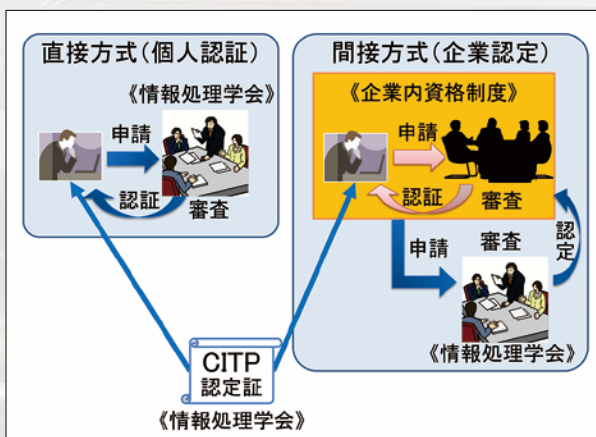 直接方式(個人認証)
《情報処理学会》
申請
認証
審査
間接方式(企業認定)
《企業内資格制度》
申請
認証
審査
申請
審査
認定
《情報処理学会》
CITP
認定証
《情報処理学会》